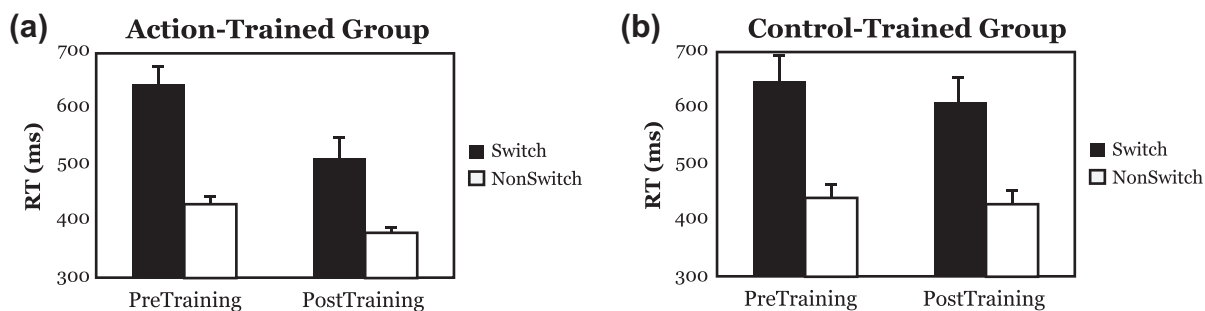 (a) Action-Trained Group
700
600
500
400
300
RT (ms)
PreTraining PostTraining
Switch
NonSwitch
(b) Control-Trained Group
700
600
500
400
300
RT (ms)
PreTraining PostTraining
Switch
NonSwitch